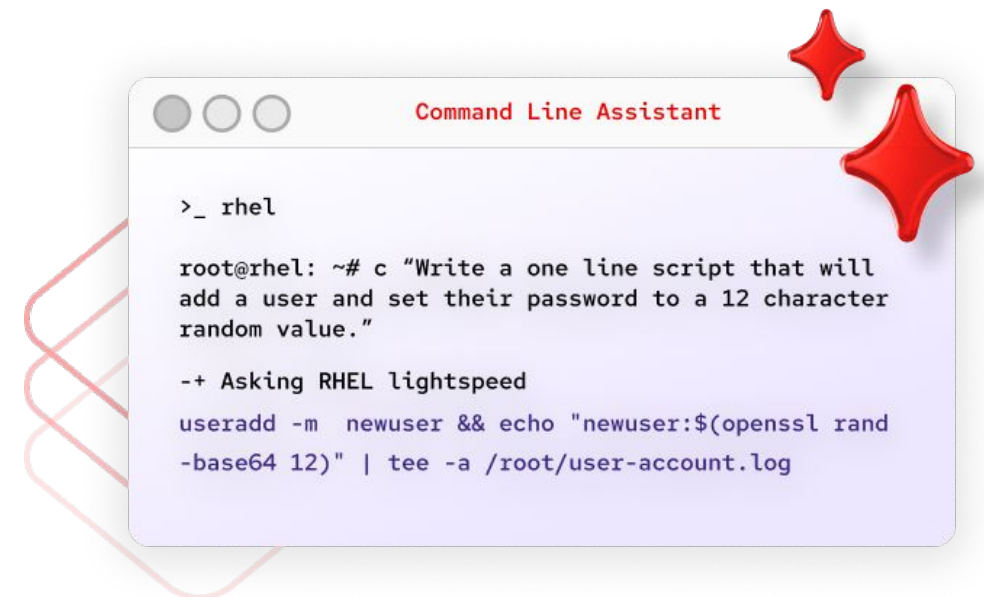 Command Line Assistant
>_ rhel
root@rhel: ~# c “Write a one line script that will
add a user and set their password to a 12 character
random value.”
-+ Asking RHEL lightspeed
useradd -m  newuser && echo "newuser:$(openssl rand
-base64 12)" | tee -a /root/user-account.log